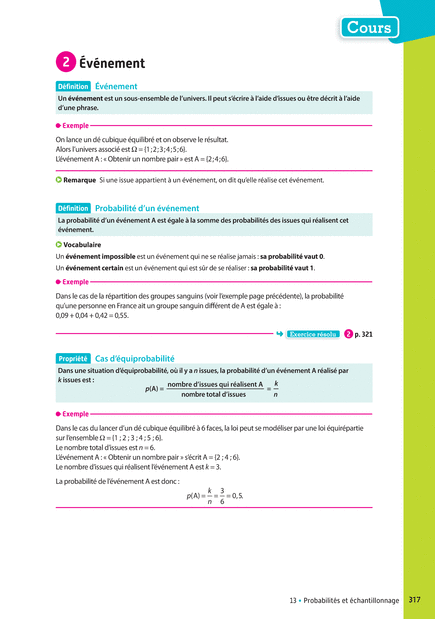 Cours
2 Événement
Définition Événement
Un événement est un sous-ensemble de l'univers. Il peut s'écrire à l'aide d'issues ou être décrit à l'aide
d'une phrase.
Exemple
On lance un dé cubique équilibré et on observe le résultat.
Alors l'univers associé est Ω = {1 ; 2 ; 3 ; 4 ; 5 ; 6}.
L'événement A : « Obtenir un nombre pair » est A = {2 ; 4 ; 6}.
Remarque Si une issue appartient à un événement, on dit qu'elle réalise cet événement.
Définition Probabilité d'un événement
La probabilité d'un événement A est égale à la somme des probabilités des issues qui réalisent cet
événement.
Vocabulaire
Un événement impossible est un événement qui ne se réalise jamais : sa probabilité vaut 0.
Un événement certain est un événement qui est sûr de se réaliser : sa probabilité vaut 1.
Exemple
Dans le cas de la répartition des groupes sanguins (voir l'exemple page précédente), la probabilité
qu'une personne en France ait un groupe sanguin différent de A est égale à :
0,09 + 0,04 + 0,42 = 0,55.
Exercice résolu 2 p. 321
Propriété Cas d'équiprobabilité
Dans une situation d'équiprobabilité, où il y a n issues, la probabilité d'un événement A réalisé par
k issues est :
p(A) = nombre d'issues qui réalisent A / nombre total d'issues = k / n
Exemple
Dans le cas du lancer d'un dé cubique équilibré à 6 faces, la loi peut se modéliser par une loi équirépartie
sur l'ensemble Ω = {1 ; 2 ; 3 ; 4 ; 5 ; 6}.
Le nombre total d'issues est n = 6.
L'événement A : « Obtenir un nombre pair » s'écrit A = {2 ; 4 ; 6}.
Le nombre d'issues qui réalisent l'événement A est k = 3.
La probabilité de l'événement A est donc :
p(A) = k / n = 3 / 6 = 0,5.
13 • Probabilités et échantillonnage 317